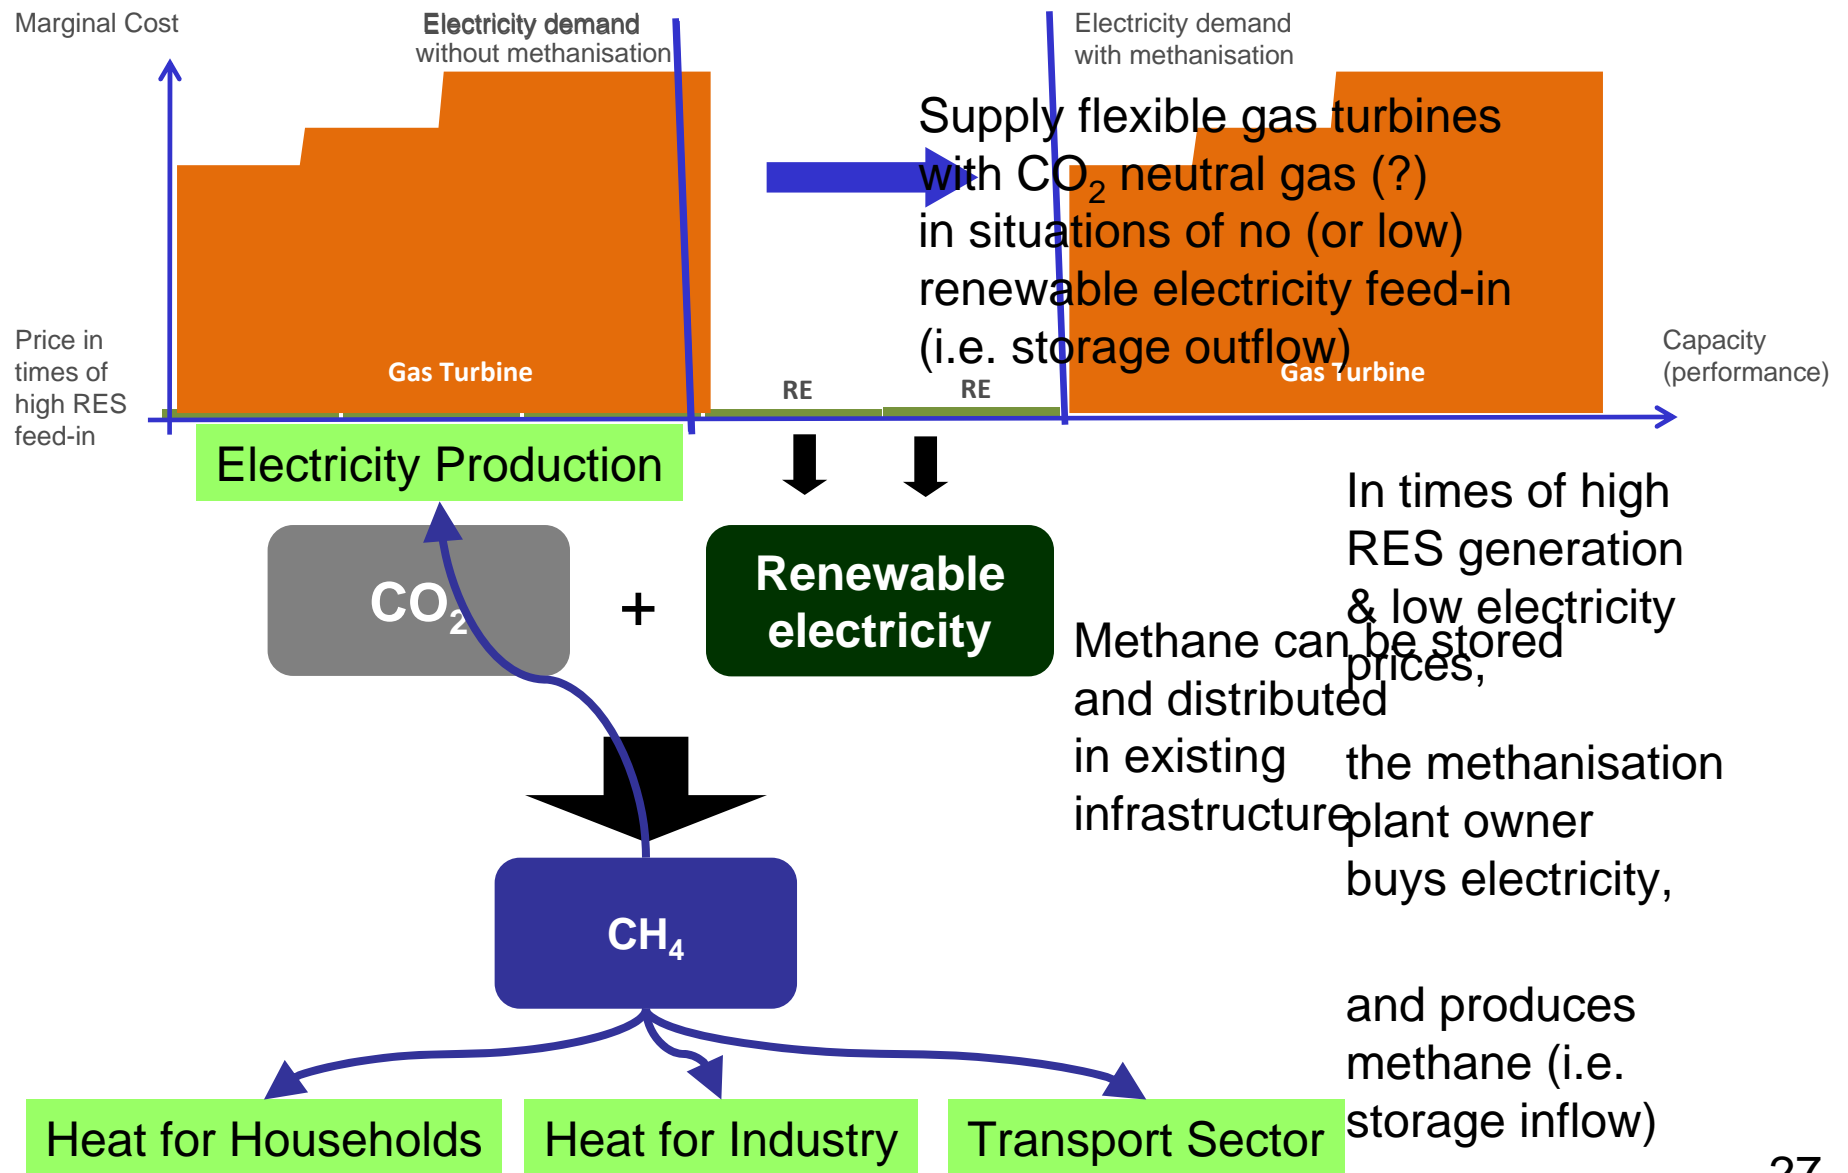 Marginal Cost
Electricity demand
without methanisation
Electricity demand
with methanisation
Supply flexible gas turbines
with CO₂ neutral gas (?)
in situations of no (or low)
renewable electricity feed-in
(i.e. storage outflow)
Price in
times of
high RES
feed-in
Gas Turbine
RE
RE
Gas Turbine
Capacity
(performance)
Electricity Production
CO₂
+
Renewable
electricity
In times of high
RES generation
& low electricity
prices,
the methanisation
plant owner
buys electricity,
and produces
methane (i.e.
storage inflow)
Methane can be stored
and distributed
in existing
infrastructure
CH₄
Heat for Households
Heat for Industry
Transport Sector
27